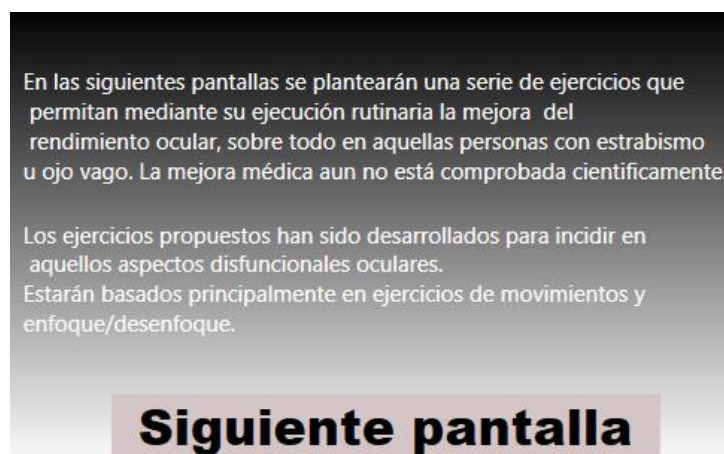 En las siguientes pantallas se plantearán una serie de ejercicios que
permitan mediante su ejecución rutinaria la mejora del
rendimiento ocular, sobre todo en aquellas personas con estrabismo
u ojo vago. La mejora médica aun no está comprobada cientificamente.
Los ejercicios propuestos han sido desarrollados para incidir en
aquellos aspectos disfuncionales oculares.
Estarán basados principalmente en ejercicios de movimientos y
enfoque/desenfoque.
Siguiente pantalla